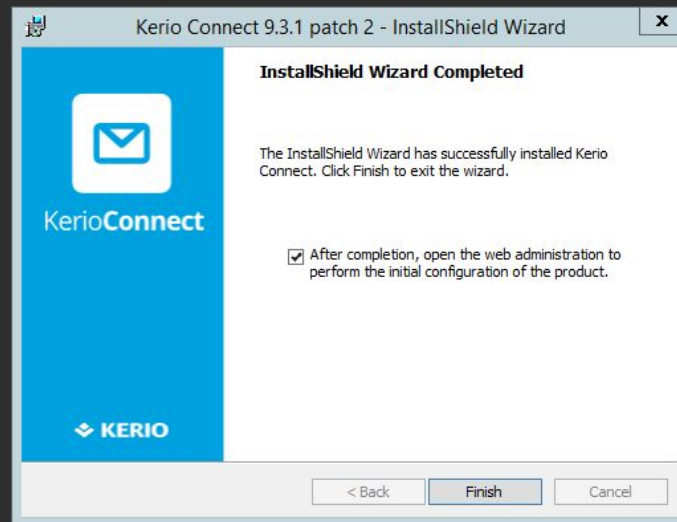 Kerio Connect 9.3.1 patch 2 - InstallShield Wizard
x
InstallShield Wizard Completed
The InstallShield Wizard has successfully installed Kerio
Connect. Click Finish to exit the wizard.
KerioConnect
After completion, open the web administration to
perform the initial configuration of the product.
KERIO
< Back
Finish
Cancel